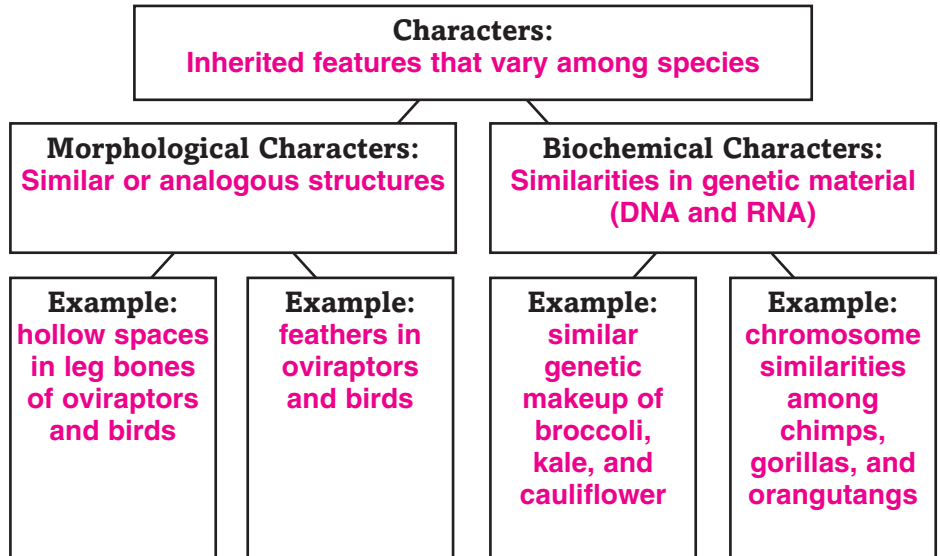 Characters:
Inherited features that vary among species
Morphological Characters:
Similar or analogous structures
Biochemical Characters:
Similarities in genetic material
(DNA and RNA)
Example:
hollow spaces
in leg bones
of oviraptors
and birds
Example:
feathers in
oviraptors
and birds
Example:
similar
genetic
makeup of
broccoli,
kale, and
cauliflower
Example:
chromosome
similarities
among
chimps,
gorillas, and
orangutangs